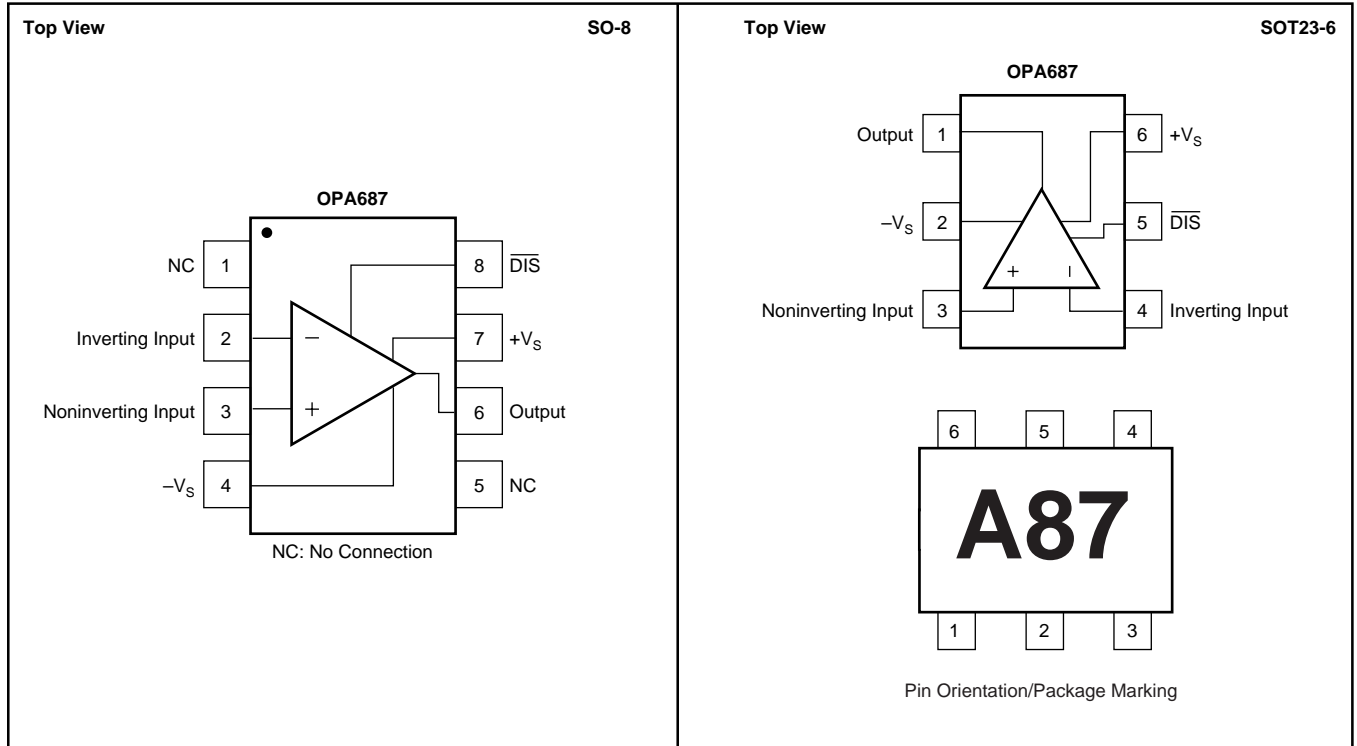 Top View SO-8
OPA687
NC 1 8 D̅I̅S̅
Inverting Input 2 − 7 +VS
Noninverting Input 3 + 6 Output
–VS 4 5 NC
NC: No Connection
Top View SOT23-6
OPA687
Output 1 6 +VS
–VS 2 5 D̅I̅S̅
+ −
Noninverting Input 3 4 Inverting Input
6 5 4
A87
1 2 3
Pin Orientation/Package Marking